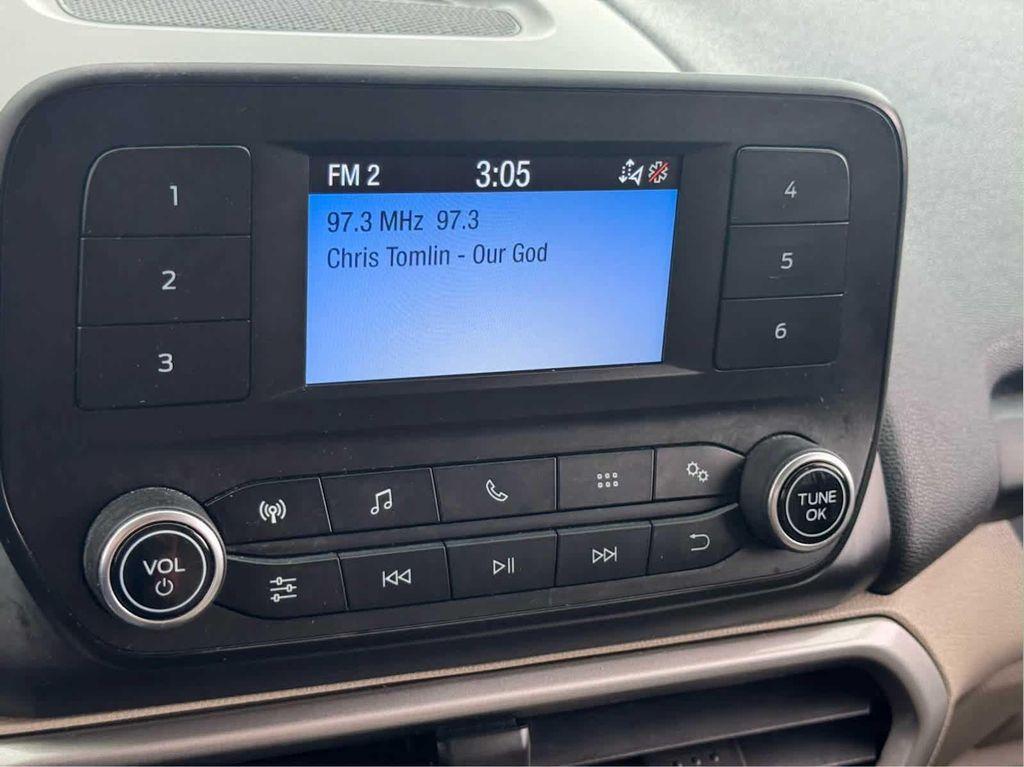 FM 2 3:05
97.3 MHz 97.3
Chris Tomlin - Our God
1
2
3
4
5
6
VOL
TUNE
OK